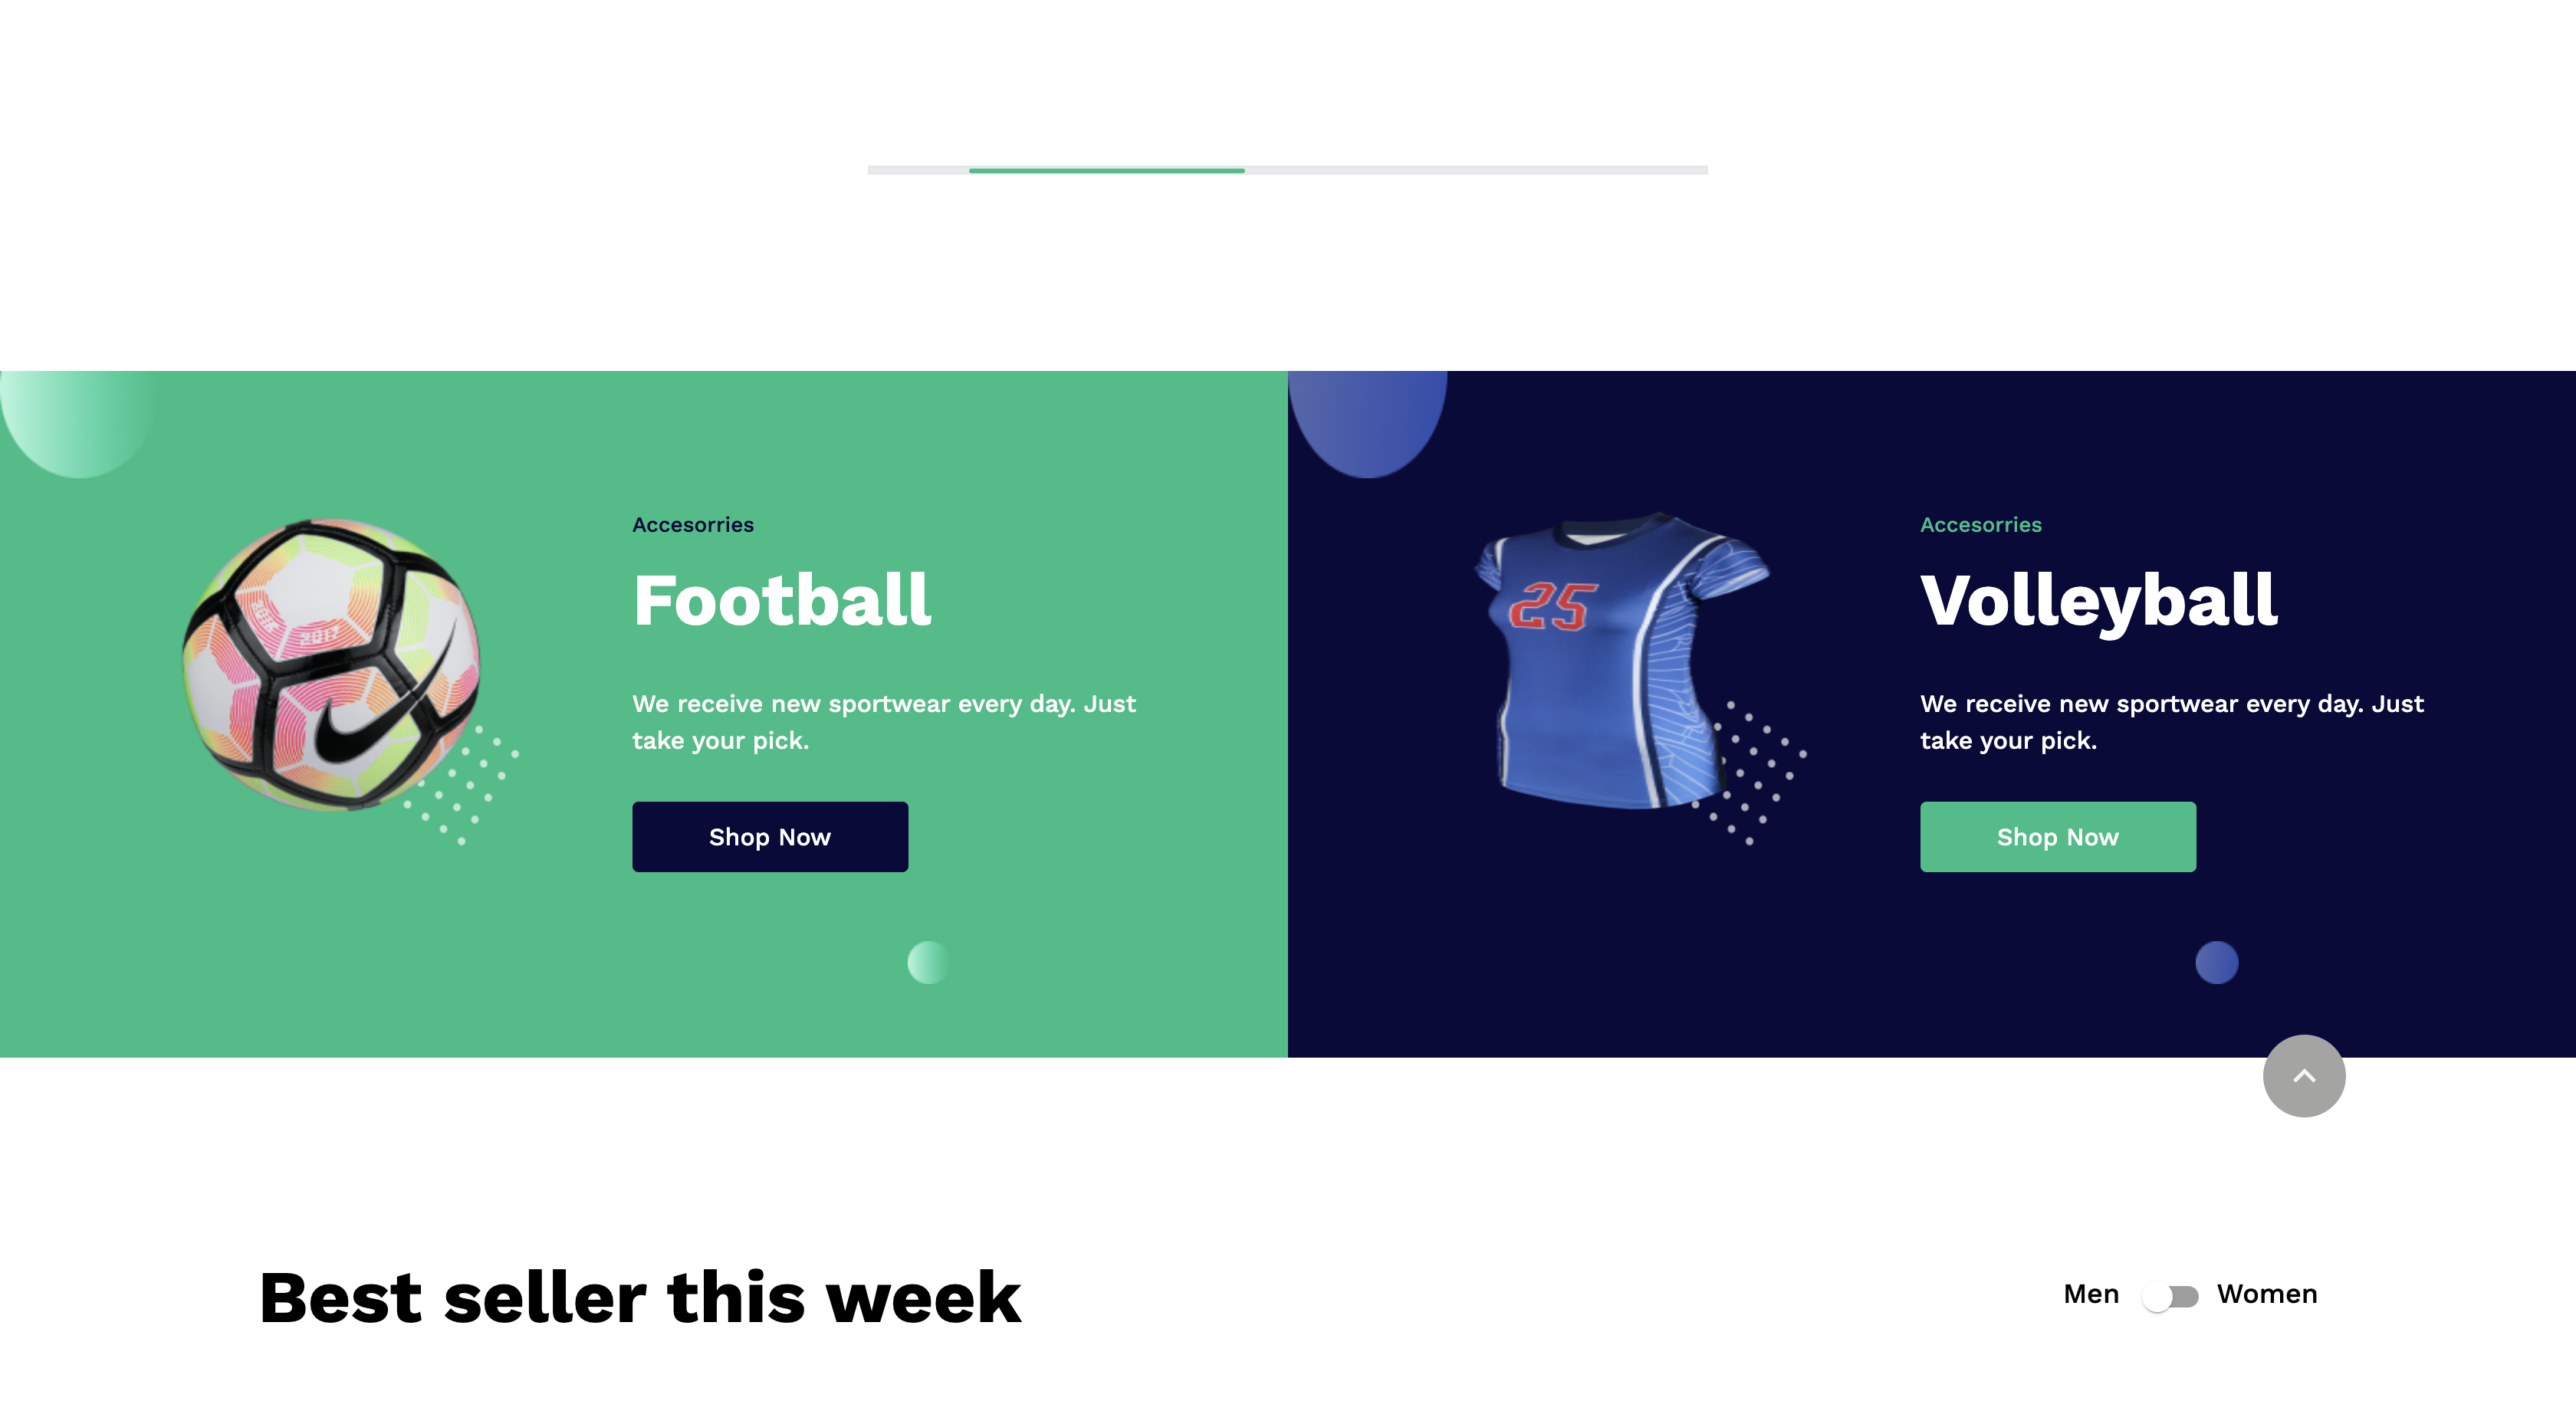 Accesorries
Football
We receive new sportwear every day. Just
take your pick.
Shop Now
2017
25
Accesorries
Volleyball
We receive new sportwear every day. Just
take your pick.
Shop Now
Best seller this week
Men
Women